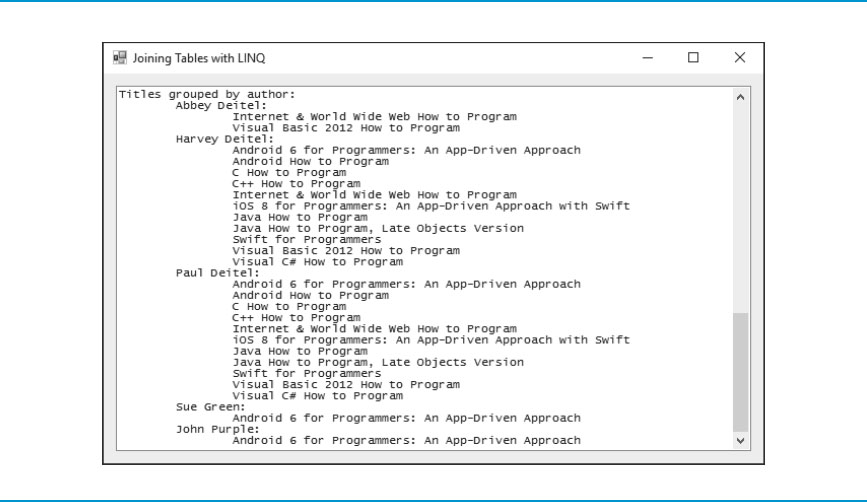 Joining Tables with LINQ
Titles grouped by author:
Abbey Deitel:
Internet & World Wide Web How to Program
Visual Basic 2012 How to Program
Harvey Deitel:
Android 6 for Programmers: An App-Driven Approach
Android How to Program
C How to Program
C++ How to Program
Internet & World Wide Web How to Program
iOS 8 for Programmers: An App-Driven Approach with Swift
Java How to Program
Java How to Program, Late Objects Version
Swift for Programmers
Visual Basic 2012 How to Program
Visual C# How to Program
Paul Deitel:
Android 6 for Programmers: An App-Driven Approach
Android How to Program
C How to Program
C++ How to Program
Internet & World Wide Web How to Program
iOS 8 for Programmers: An App-Driven Approach with Swift
Java How to Program
Java How to Program, Late Objects Version
Swift for Programmers
Visual Basic 2012 How to Program
Visual C# How to Program
Sue Green:
Android 6 for Programmers: An App-Driven Approach
John Purple:
Android 6 for Programmers: An App-Driven Approach